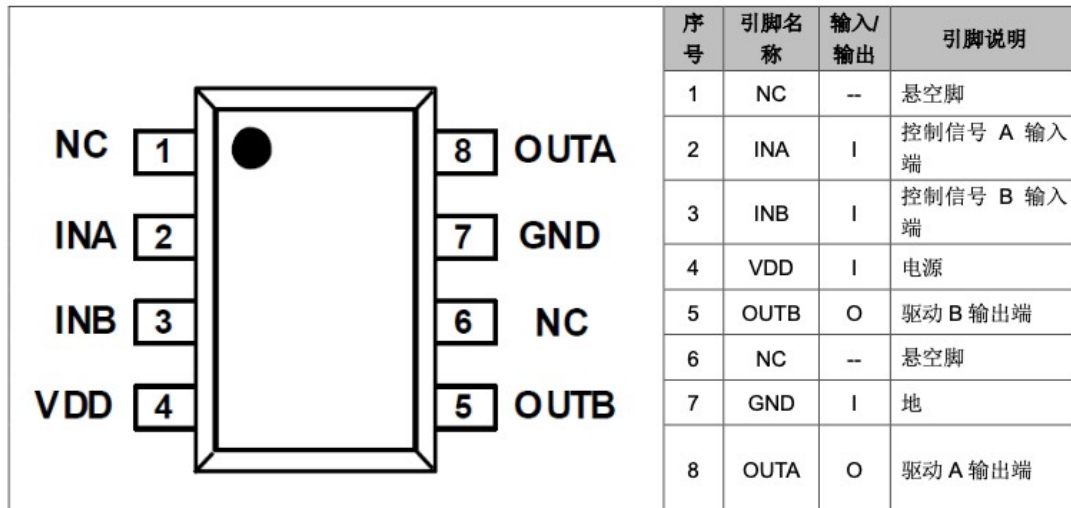 NC 1 8 OUTA
INA 2 7 GND
INB 3 6 NC
VDD 4 5 OUTB
序号 引脚名称 输入/输出 引脚说明
1 NC -- 悬空脚
2 INA I 控制信号 A 输入端
3 INB I 控制信号 B 输入端
4 VDD I 电源
5 OUTB O 驱动 B 输出端
6 NC -- 悬空脚
7 GND I 地
8 OUTA O 驱动 A 输出端